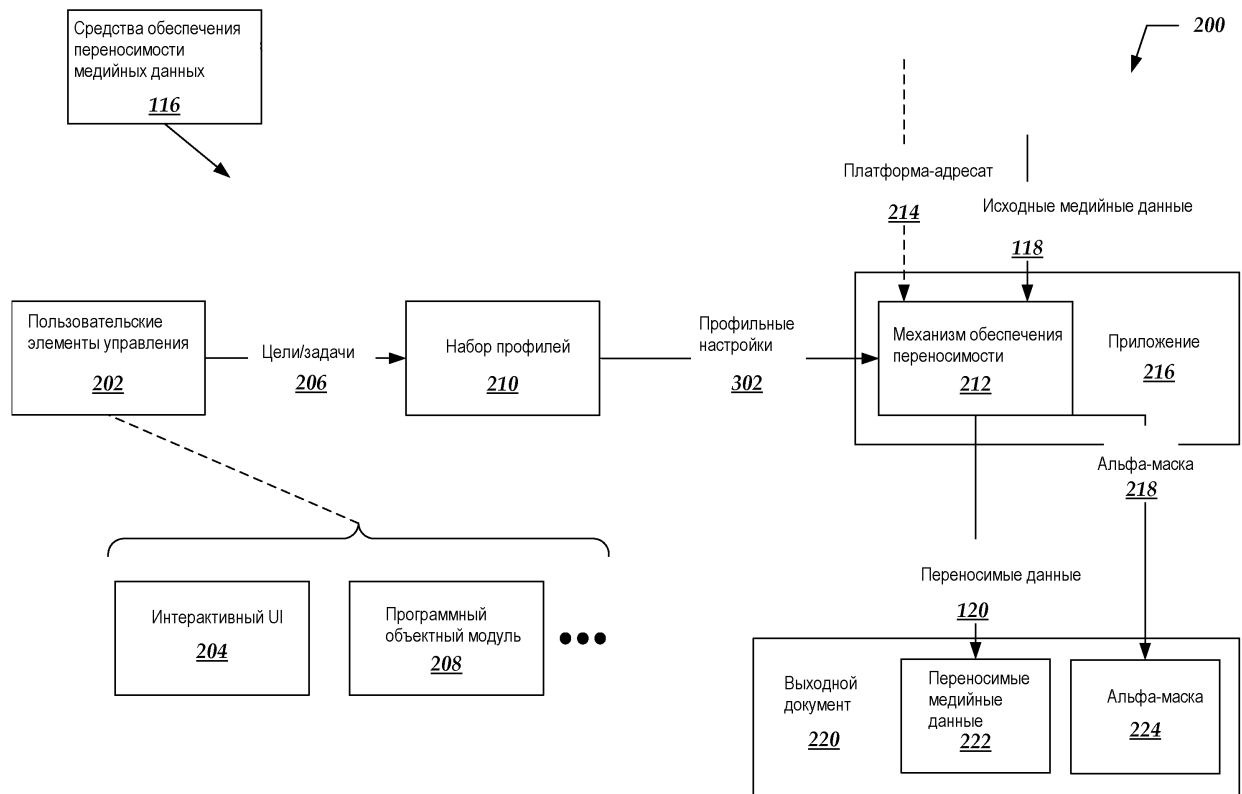 Средства обеспечения
переносимости
медийных данных
116
200
Платформа-адресат
214
Исходные медийные данные
118
Пользовательские
элементы управления
202
Цели/задачи
206
Набор профилей
210
Профильные
настройки
302
Механизм обеспечения
переносимости
212
Приложение
216
Альфа-маска
218
Интерактивный UI
204
Программный
объектный модуль
208
Переносимые данные
120
Выходной
документ
220
Переносимые
медийные
данные
222
Альфа-маска
224